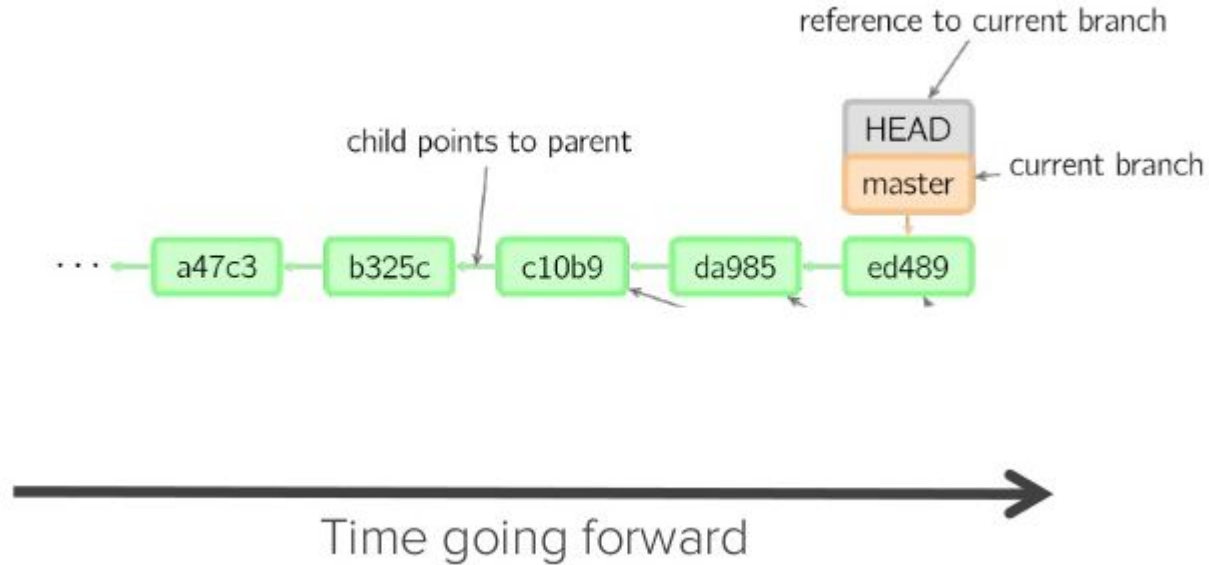 reference to current branch
HEAD
child points to parent
current branch
master
··· a47c3 b325c c10b9 da985 ed489
Time going forward